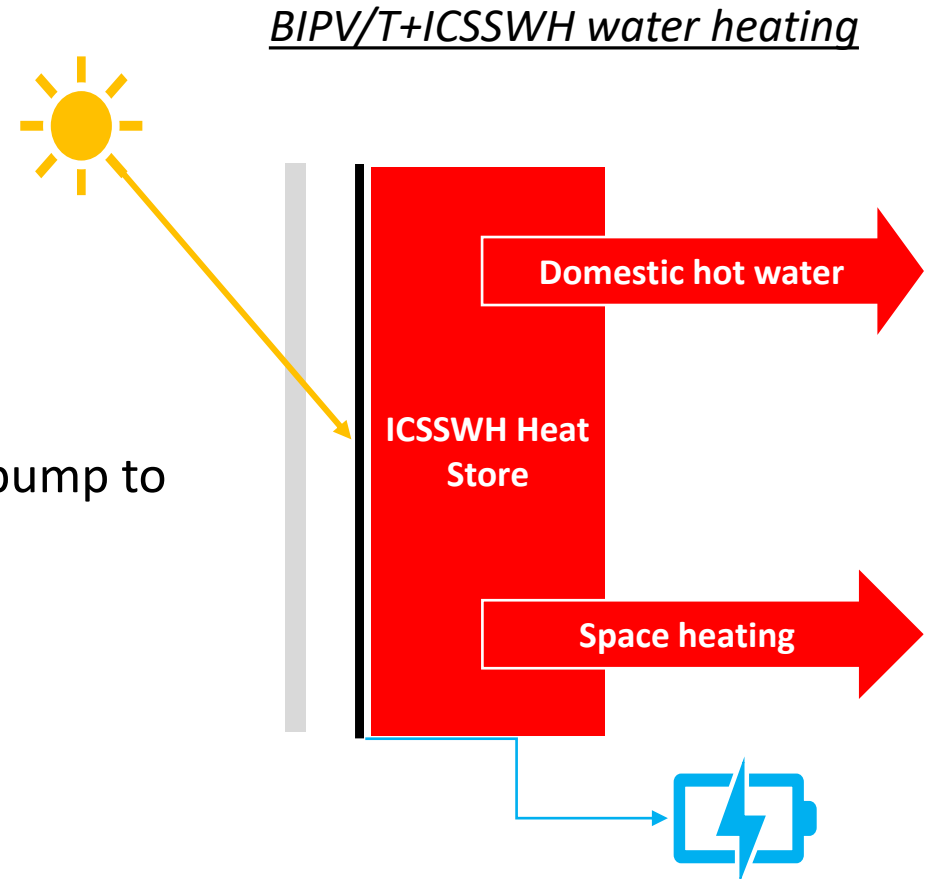 BIPV/T+ICSSWH water heating
Domestic hot water
ICSSWH Heat
Store
pump to
Space heating